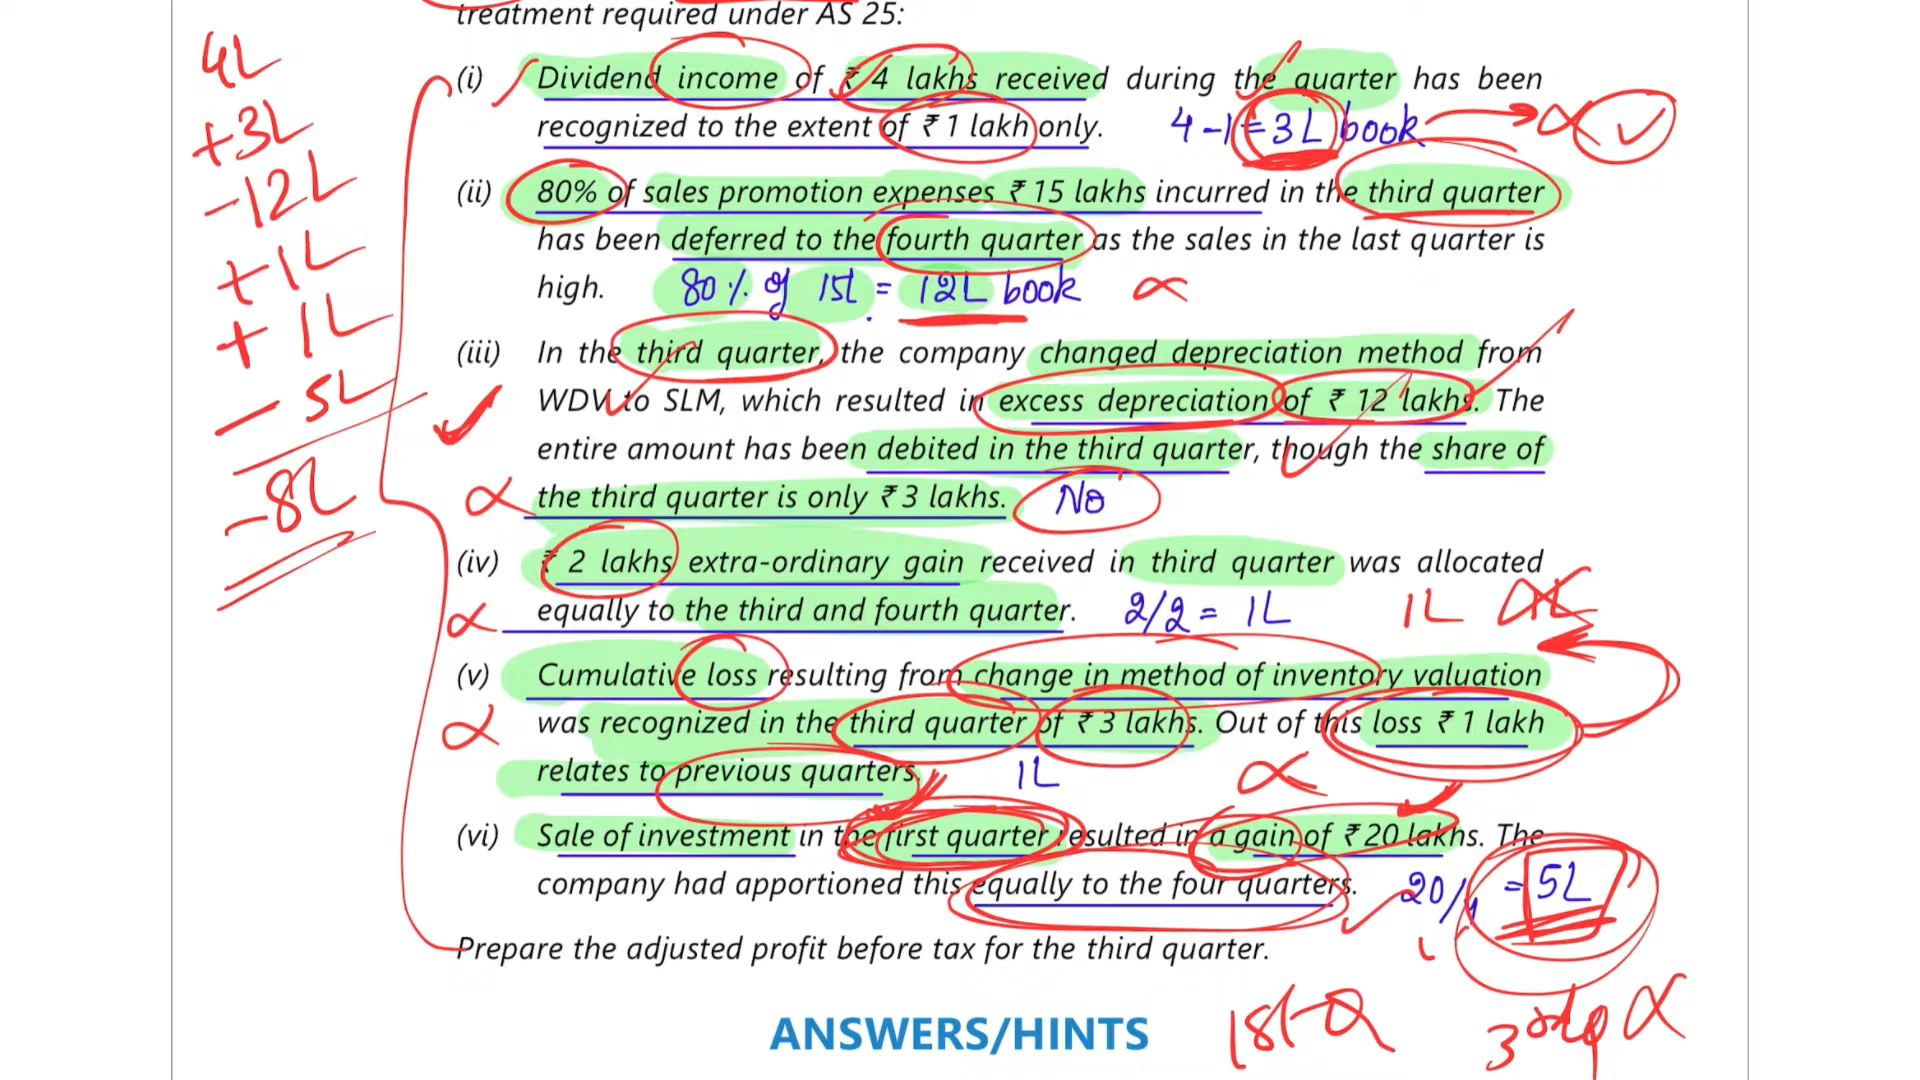 treatment required under AS 25:
4L
+3L
-12L
+1L
+ 1L
- 5L
-8L
(i) Dividend income of ₹ 4 lakhs received during the quarter has been
recognized to the extent of ₹ 1 lakh only. 4-1=3L book
(ii) 80% of sales promotion expenses ₹ 15 lakhs incurred in the third quarter
has been deferred to the fourth quarter as the sales in the last quarter is
high. 80% of 15L = 12L book
(iii) In the third quarter, the company changed depreciation method from
WDV to SLM, which resulted in excess depreciation of ₹ 12 lakhs. The
entire amount has been debited in the third quarter, though the share of
the third quarter is only ₹ 3 lakhs. No
(iv) ₹ 2 lakhs extra-ordinary gain received in third quarter was allocated
equally to the third and fourth quarter. 2/2 = 1L 1L
(v) Cumulative loss resulting from change in method of inventory valuation
was recognized in the third quarter of ₹ 3 lakhs. Out of this loss ₹ 1 lakh
relates to previous quarters. 1L
(vi) Sale of investment in the first quarter resulted in a gain of ₹ 20 lakhs. The
company had apportioned this equally to the four quarters. 20/4 = 5L
Prepare the adjusted profit before tax for the third quarter.
ANSWERS/HINTS
1st Q